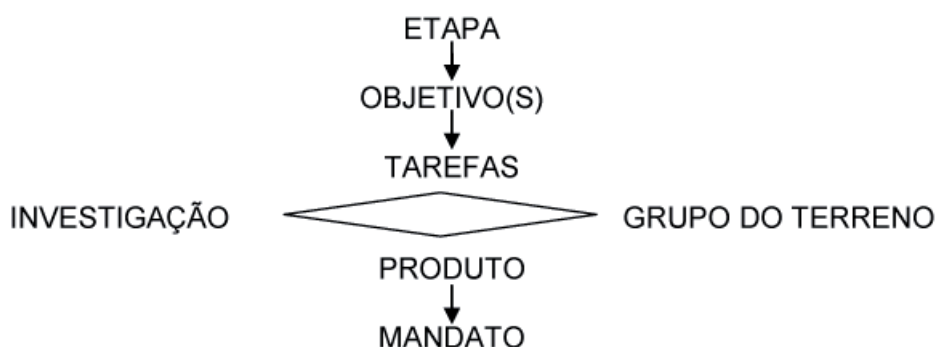 ETAPA
OBJETIVO(S)
TAREFAS
INVESTIGAÇÃO
GRUPO DO TERRENO
PRODUTO
MANDATO